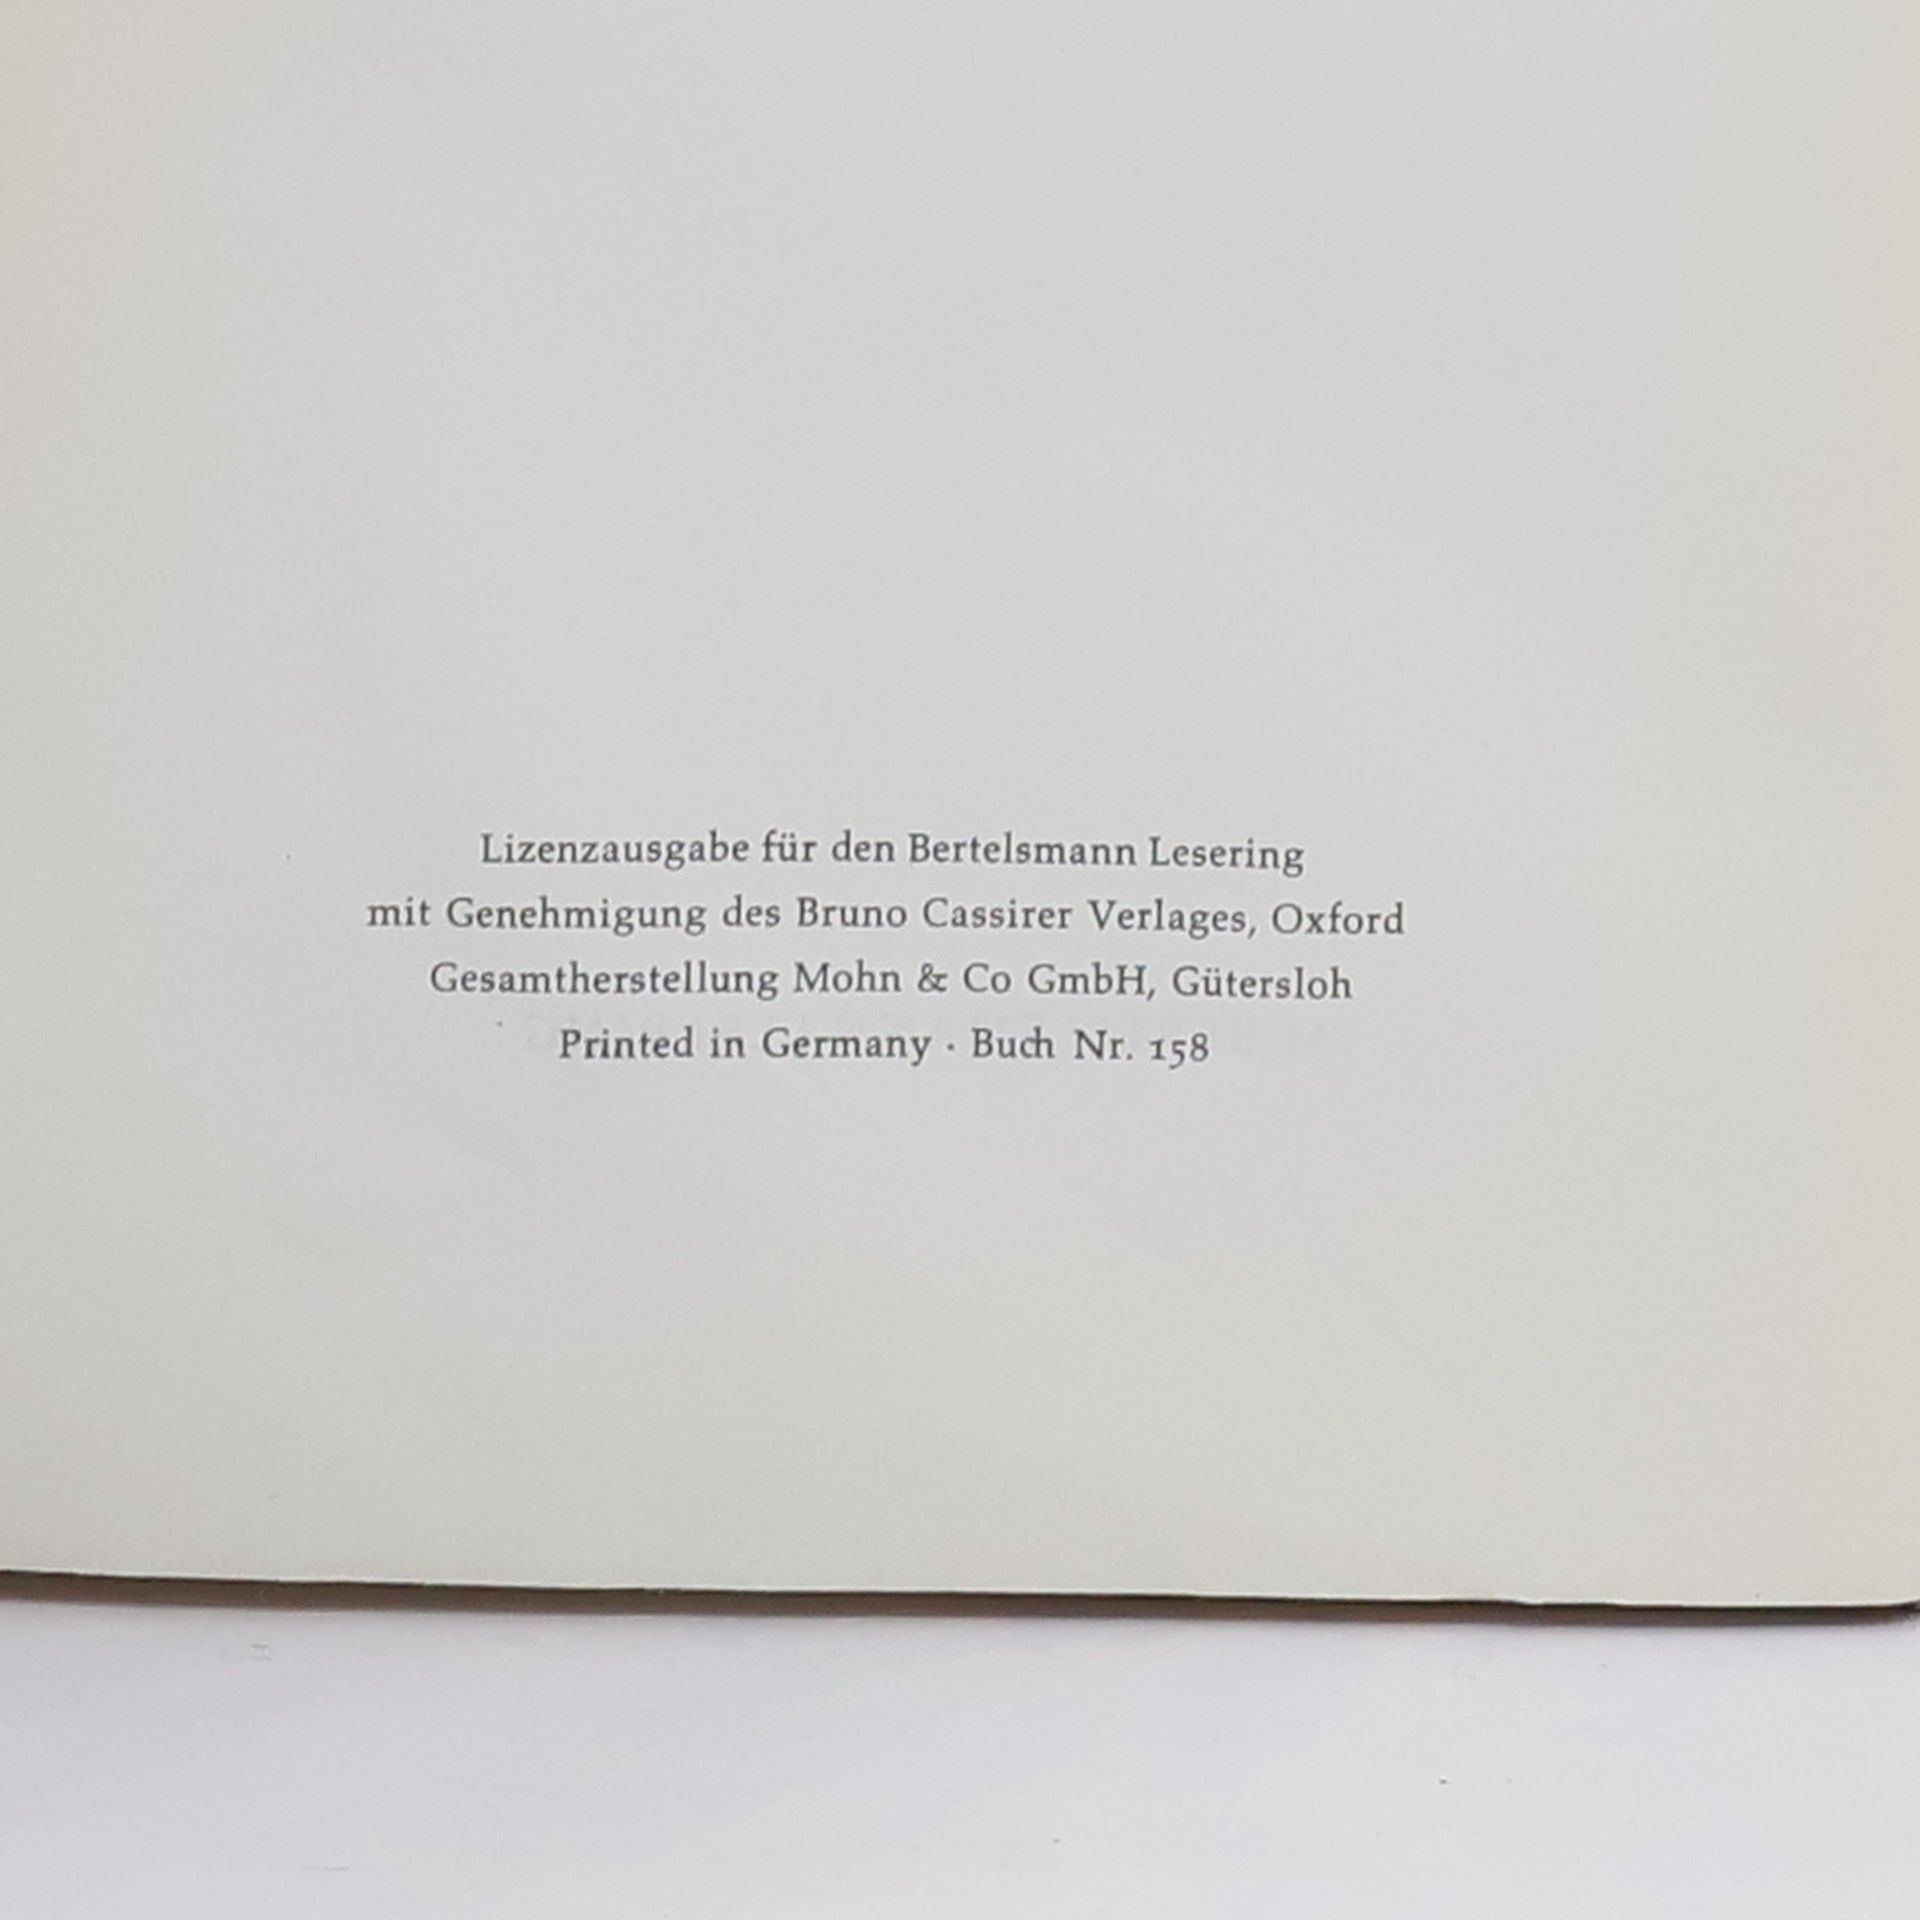 Lizenzausgabe für den Bertelsmann Lesering
mit Genehmigung des Bruno Cassirer Verlages, Oxford
Gesamtherstellung Mohn & Co GmbH, Gütersloh
Printed in Germany · Buch Nr. 158